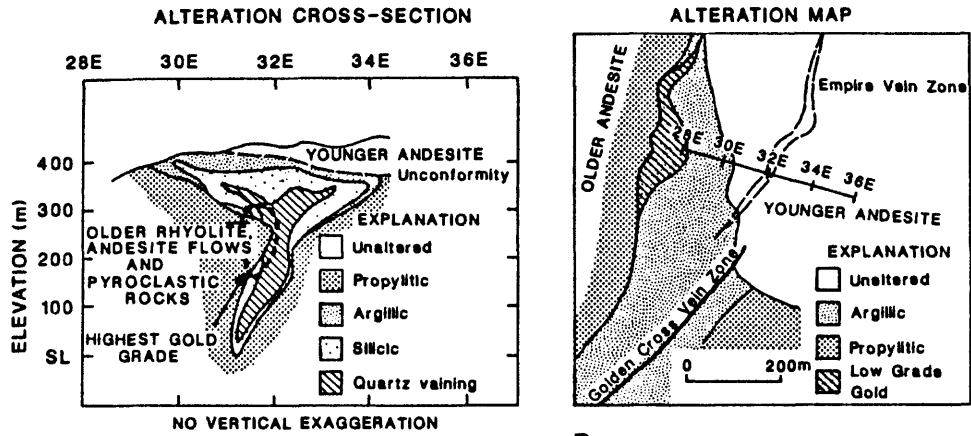 ALTERATION CROSS-SECTION
28E 30E 32E 34E 36E
ELEVATION (m)
400
300
200
100
SL
YOUNGER ANDESITE
Unconformity
OLDER RHYOLITE,
ANDESITE FLOWS
AND
PYROCLASTIC
ROCKS
HIGHEST GOLD
GRADE
EXPLANATION
Unaltered
Propylitic
Argillic
Silicic
Quartz vaining
NO VERTICAL EXAGGERATION
ALTERATION MAP
OLDER ANDESITE
Empire Vein Zone
28E 30E 32E 34E 36E
YOUNGER ANDESITE
Golden Cross Vein Zone
EXPLANATION
Unaltered
Argillic
Propylitic
Low Grade
Gold
0 200m